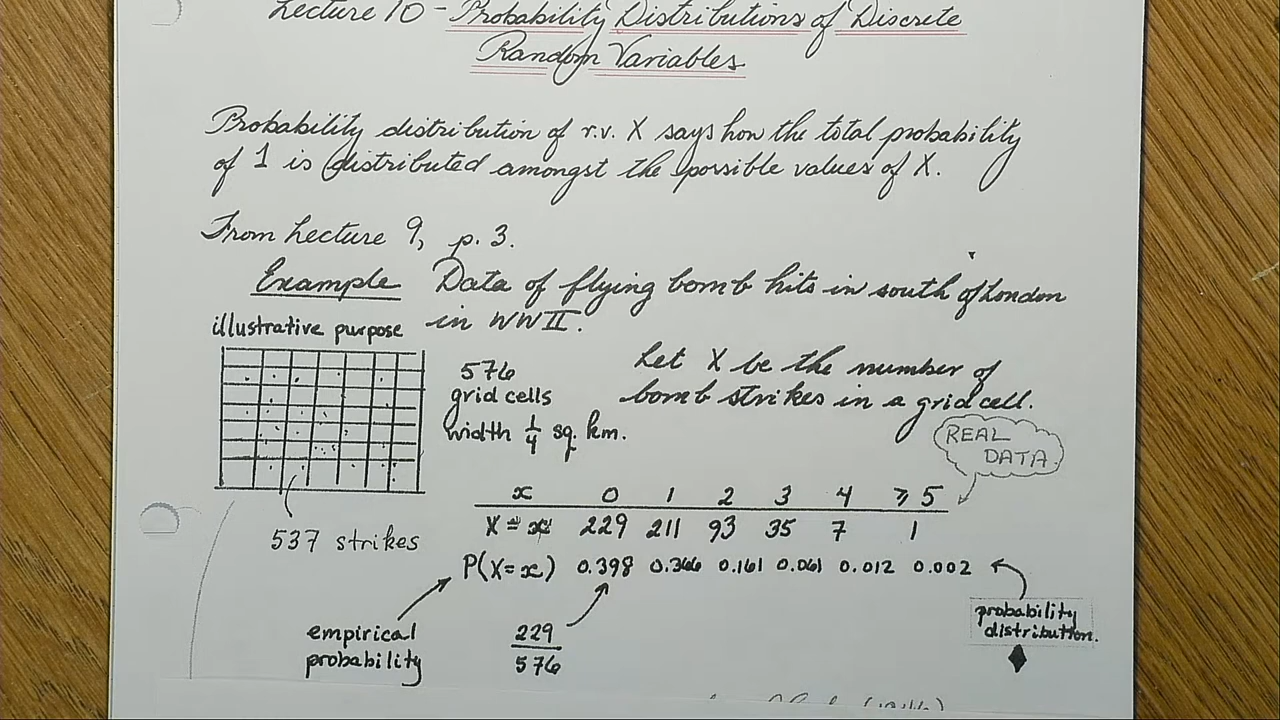 Lecture 10 - Probability Distributions of Discrete
Random Variables
Probability distribution of r.v. X says how the total probability
of 1 is distributed amongst the possible values of X.
From Lecture 9, p. 3.
Example Data of flying bomb hits in south of London
in WWII.
illustrative purpose
576
grid cells
width 1/4 sq. km.
Let X be the number of
bomb strikes in a grid cell.
REAL
DATA
537 strikes
x 0 1 2 3 4 ≥ 5
X = x 229 211 93 35 7 1
P(X=x) 0.398 0.366 0.161 0.061 0.012 0.002
empirical
probability
229
576
probability
distribution.